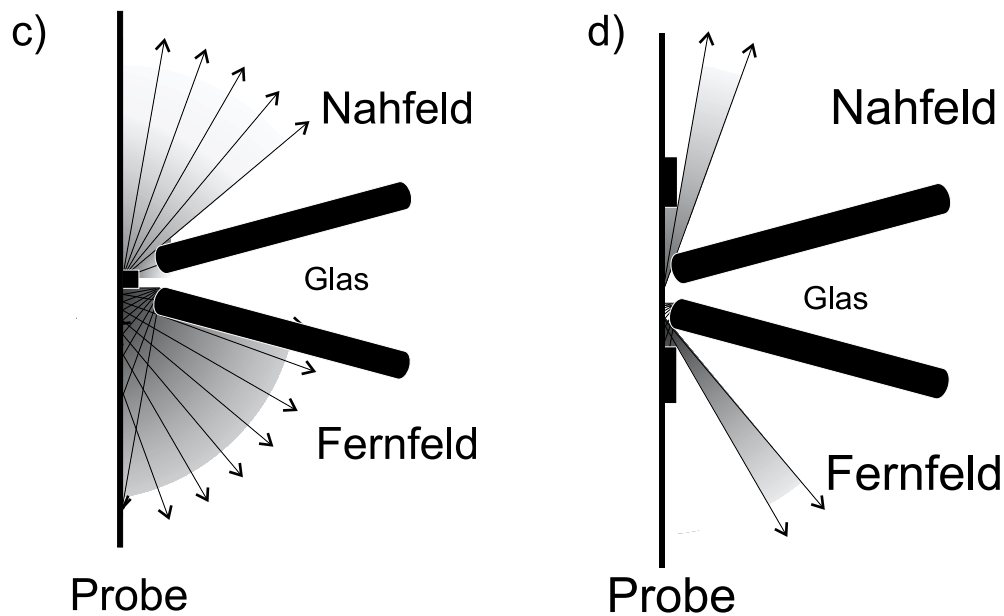 c)
Nahfeld
Glas
Fernfeld
Probe
d)
Nahfeld
Glas
Fernfeld
Probe